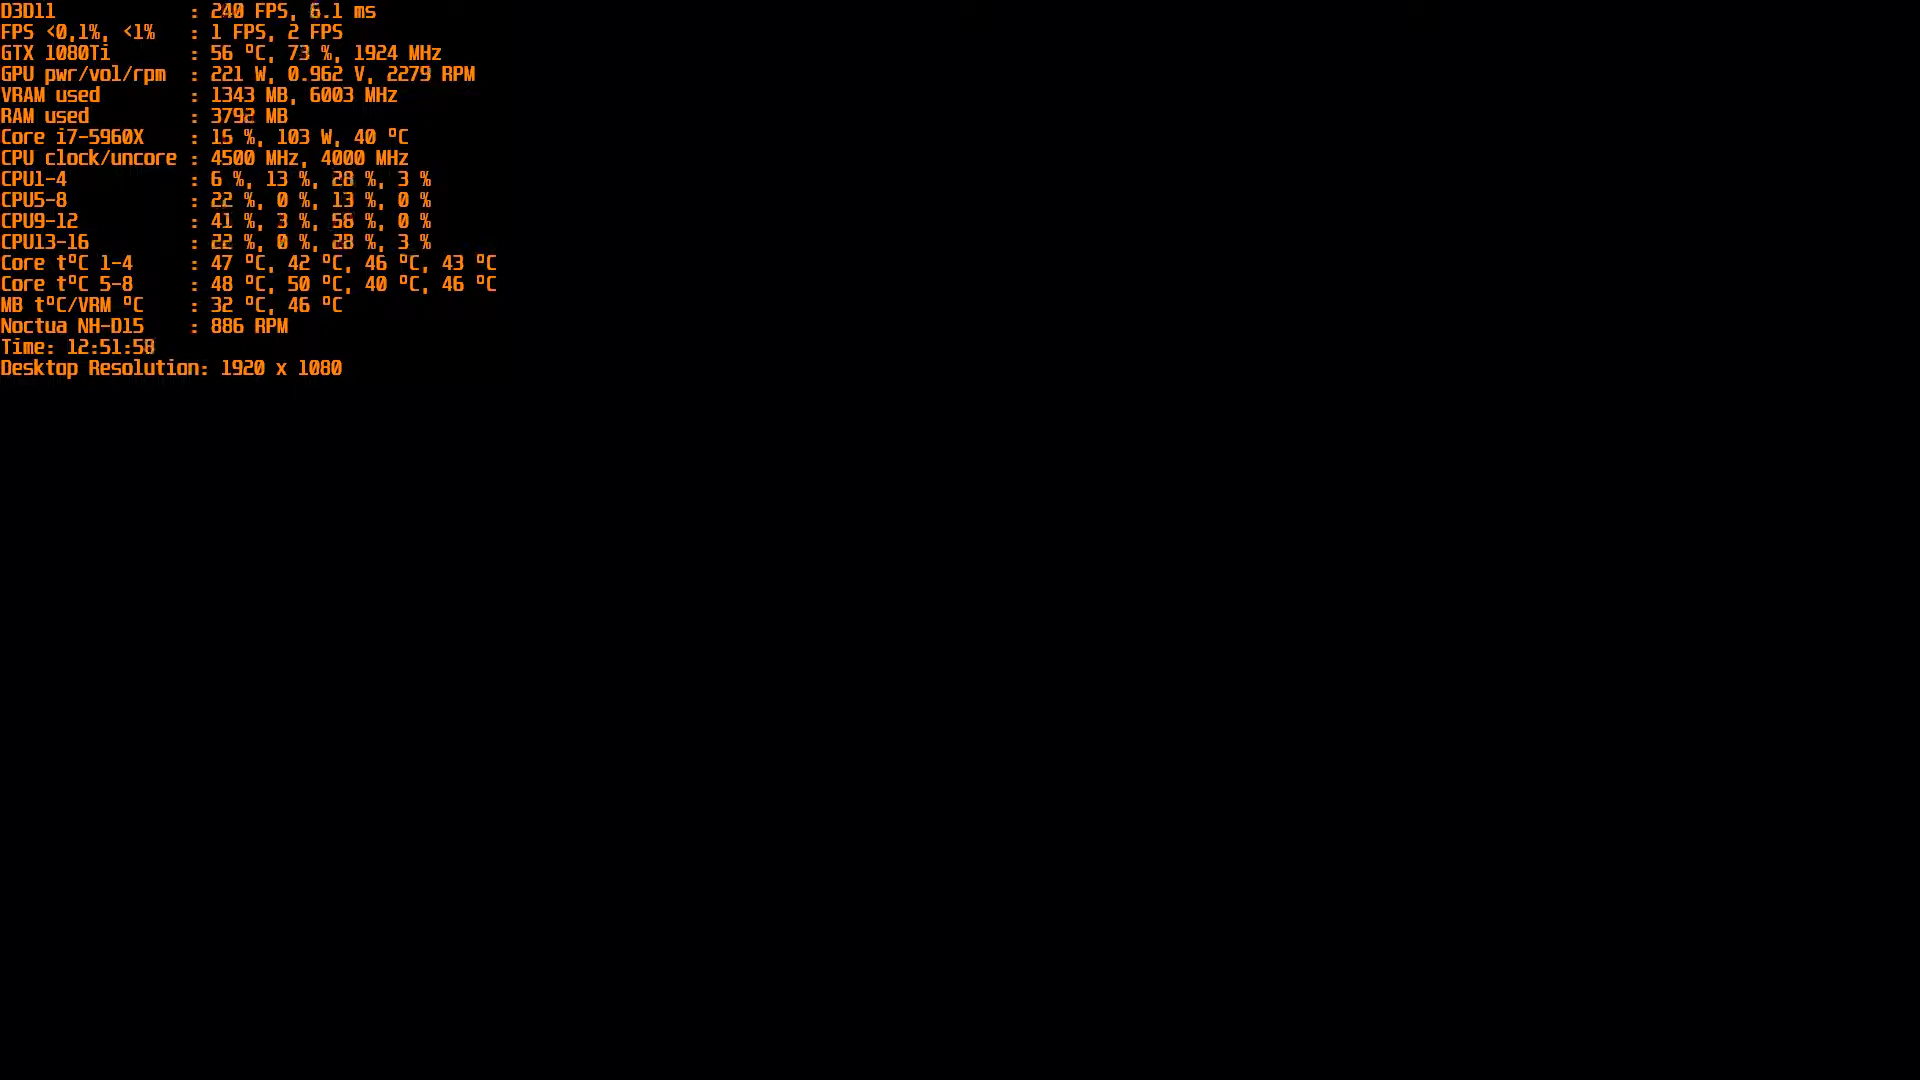 D3D11 : 240 FPS, 6.1 ms
FPS <0,1%, <1% : 1 FPS, 2 FPS
GTX 1080Ti : 56 °C, 73 %, 1924 MHz
GPU pwr/vol/rpm : 221 W, 0.962 V, 2279 RPM
VRAM used : 1343 MB, 6003 MHz
RAM used : 3792 MB
Core i7-5960X : 15 %, 103 W, 40 °C
CPU clock/uncore : 4500 MHz, 4000 MHz
CPU1-4 : 6 %, 13 %, 28 %, 3 %
CPU5-8 : 22 %, 0 %, 13 %, 0 %
CPU9-12 : 41 %, 3 %, 56 %, 0 %
CPU13-16 : 22 %, 0 %, 28 %, 3 %
Core t°C 1-4 : 47 °C, 42 °C, 46 °C, 43 °C
Core t°C 5-8 : 48 °C, 50 °C, 40 °C, 46 °C
MB t°C/VRM °C : 32 °C, 46 °C
Noctua NH-D15 : 886 RPM
Time: 12:51:58
Desktop Resolution: 1920 x 1080